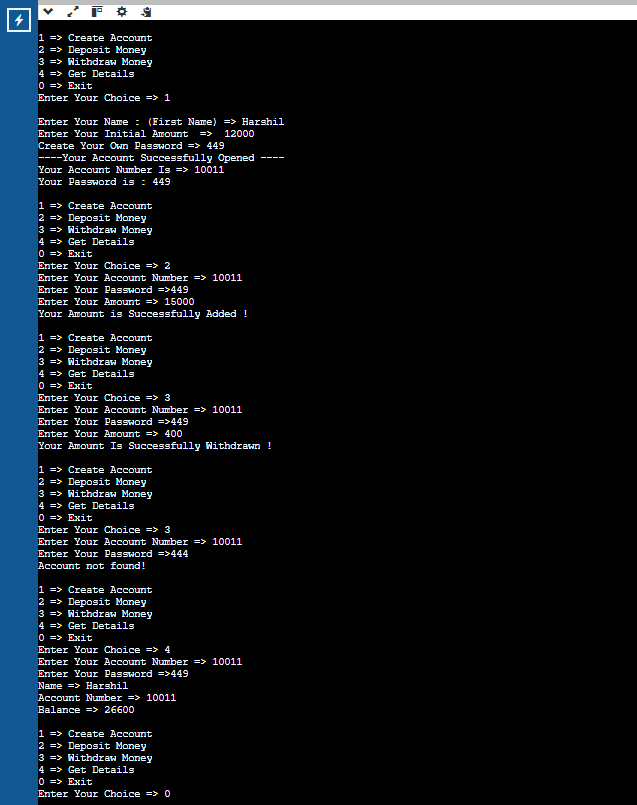 1 => Create Account
2 => Deposit Money
3 => Withdraw Money
4 => Get Details
0 => Exit
Enter Your Choice => 1

Enter Your Name : (First Name) => Harshil
Enter Your Initial Amount  =>  12000
Create Your Own Password => 449
----Your Account Successfully Opened ----
Your Account Number Is => 10011
Your Password is : 449

1 => Create Account
2 => Deposit Money
3 => Withdraw Money
4 => Get Details
0 => Exit
Enter Your Choice => 2
Enter Your Account Number => 10011
Enter Your Password =>449
Enter Your Amount => 15000
Your Amount is Successfully Added !

1 => Create Account
2 => Deposit Money
3 => Withdraw Money
4 => Get Details
0 => Exit
Enter Your Choice => 3
Enter Your Account Number => 10011
Enter Your Password =>449
Enter Your Amount => 400
Your Amount Is Successfully Withdrawn !

1 => Create Account
2 => Deposit Money
3 => Withdraw Money
4 => Get Details
0 => Exit
Enter Your Choice => 3
Enter Your Account Number => 10011
Enter Your Password =>444
Account not found!

1 => Create Account
2 => Deposit Money
3 => Withdraw Money
4 => Get Details
0 => Exit
Enter Your Choice => 4
Enter Your Account Number => 10011
Enter Your Password =>449
Name => Harshil
Account Number => 10011
Balance => 26600

1 => Create Account
2 => Deposit Money
3 => Withdraw Money
4 => Get Details
0 => Exit
Enter Your Choice => 0